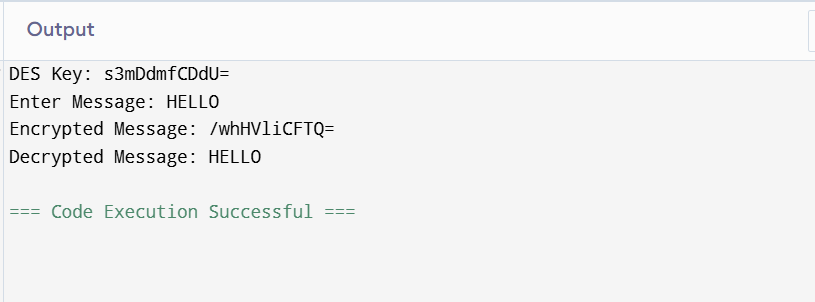 Output
DES Key: s3mDdmfCDdU=
Enter Message: HELLO
Encrypted Message: /whHVliCFTQ=
Decrypted Message: HELLO
=== Code Execution Successful ===